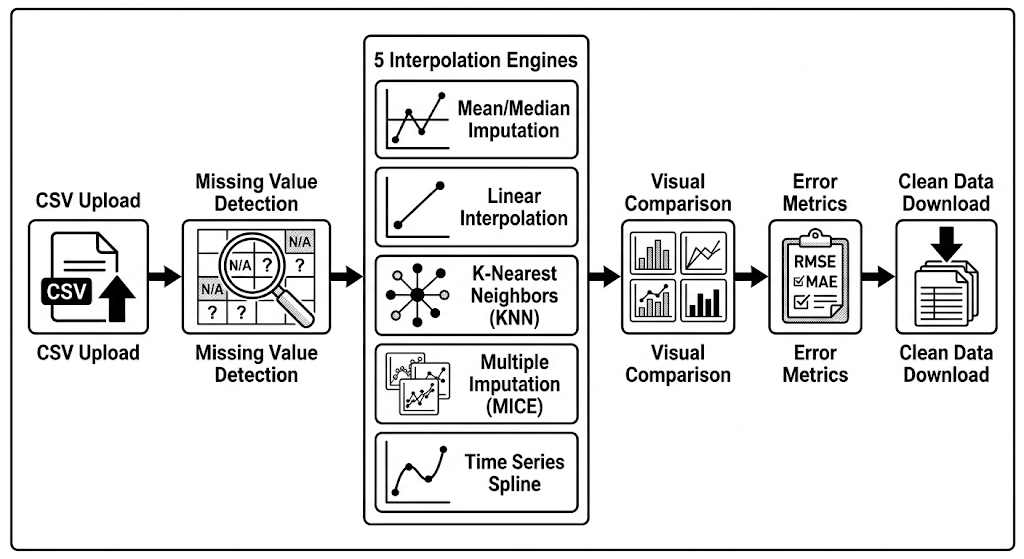 CSV Upload
CSV
CSV Upload
Missing Value
Detection
N/A
N/A ? ?
N/A
? ?
Missing Value
Detection
5 Interpolation Engines
Mean/Median
Imputation
Linear
Interpolation
K-Nearest
Neighbors
(KNN)
Multiple
Imputation
(MICE)
Time Series
Spline
Visual
Comparison
Visual
Comparison
Error
Metrics
RMSE
MAE
Error
Metrics
Clean Data
Download
Clean Data
Download